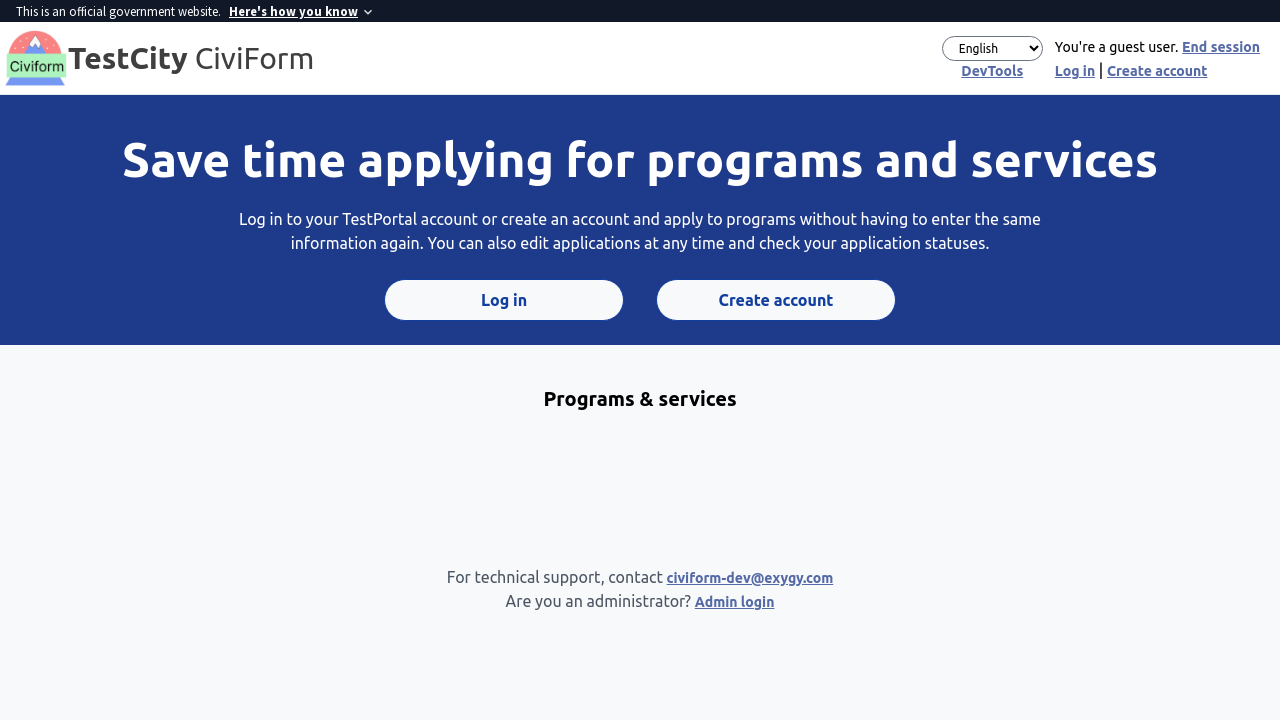 This is an official government website. Here's how you know
Civiform
TestCity CiviForm
English
You're a guest user. End session
DevTools
Log in | Create account
Save time applying for programs and services
Log in to your TestPortal account or create an account and apply to programs without having to enter the same
information again. You can also edit applications at any time and check your application statuses.
Log in
Create account
Programs & services
For technical support, contact civiform-dev@exygy.com
Are you an administrator? Admin login